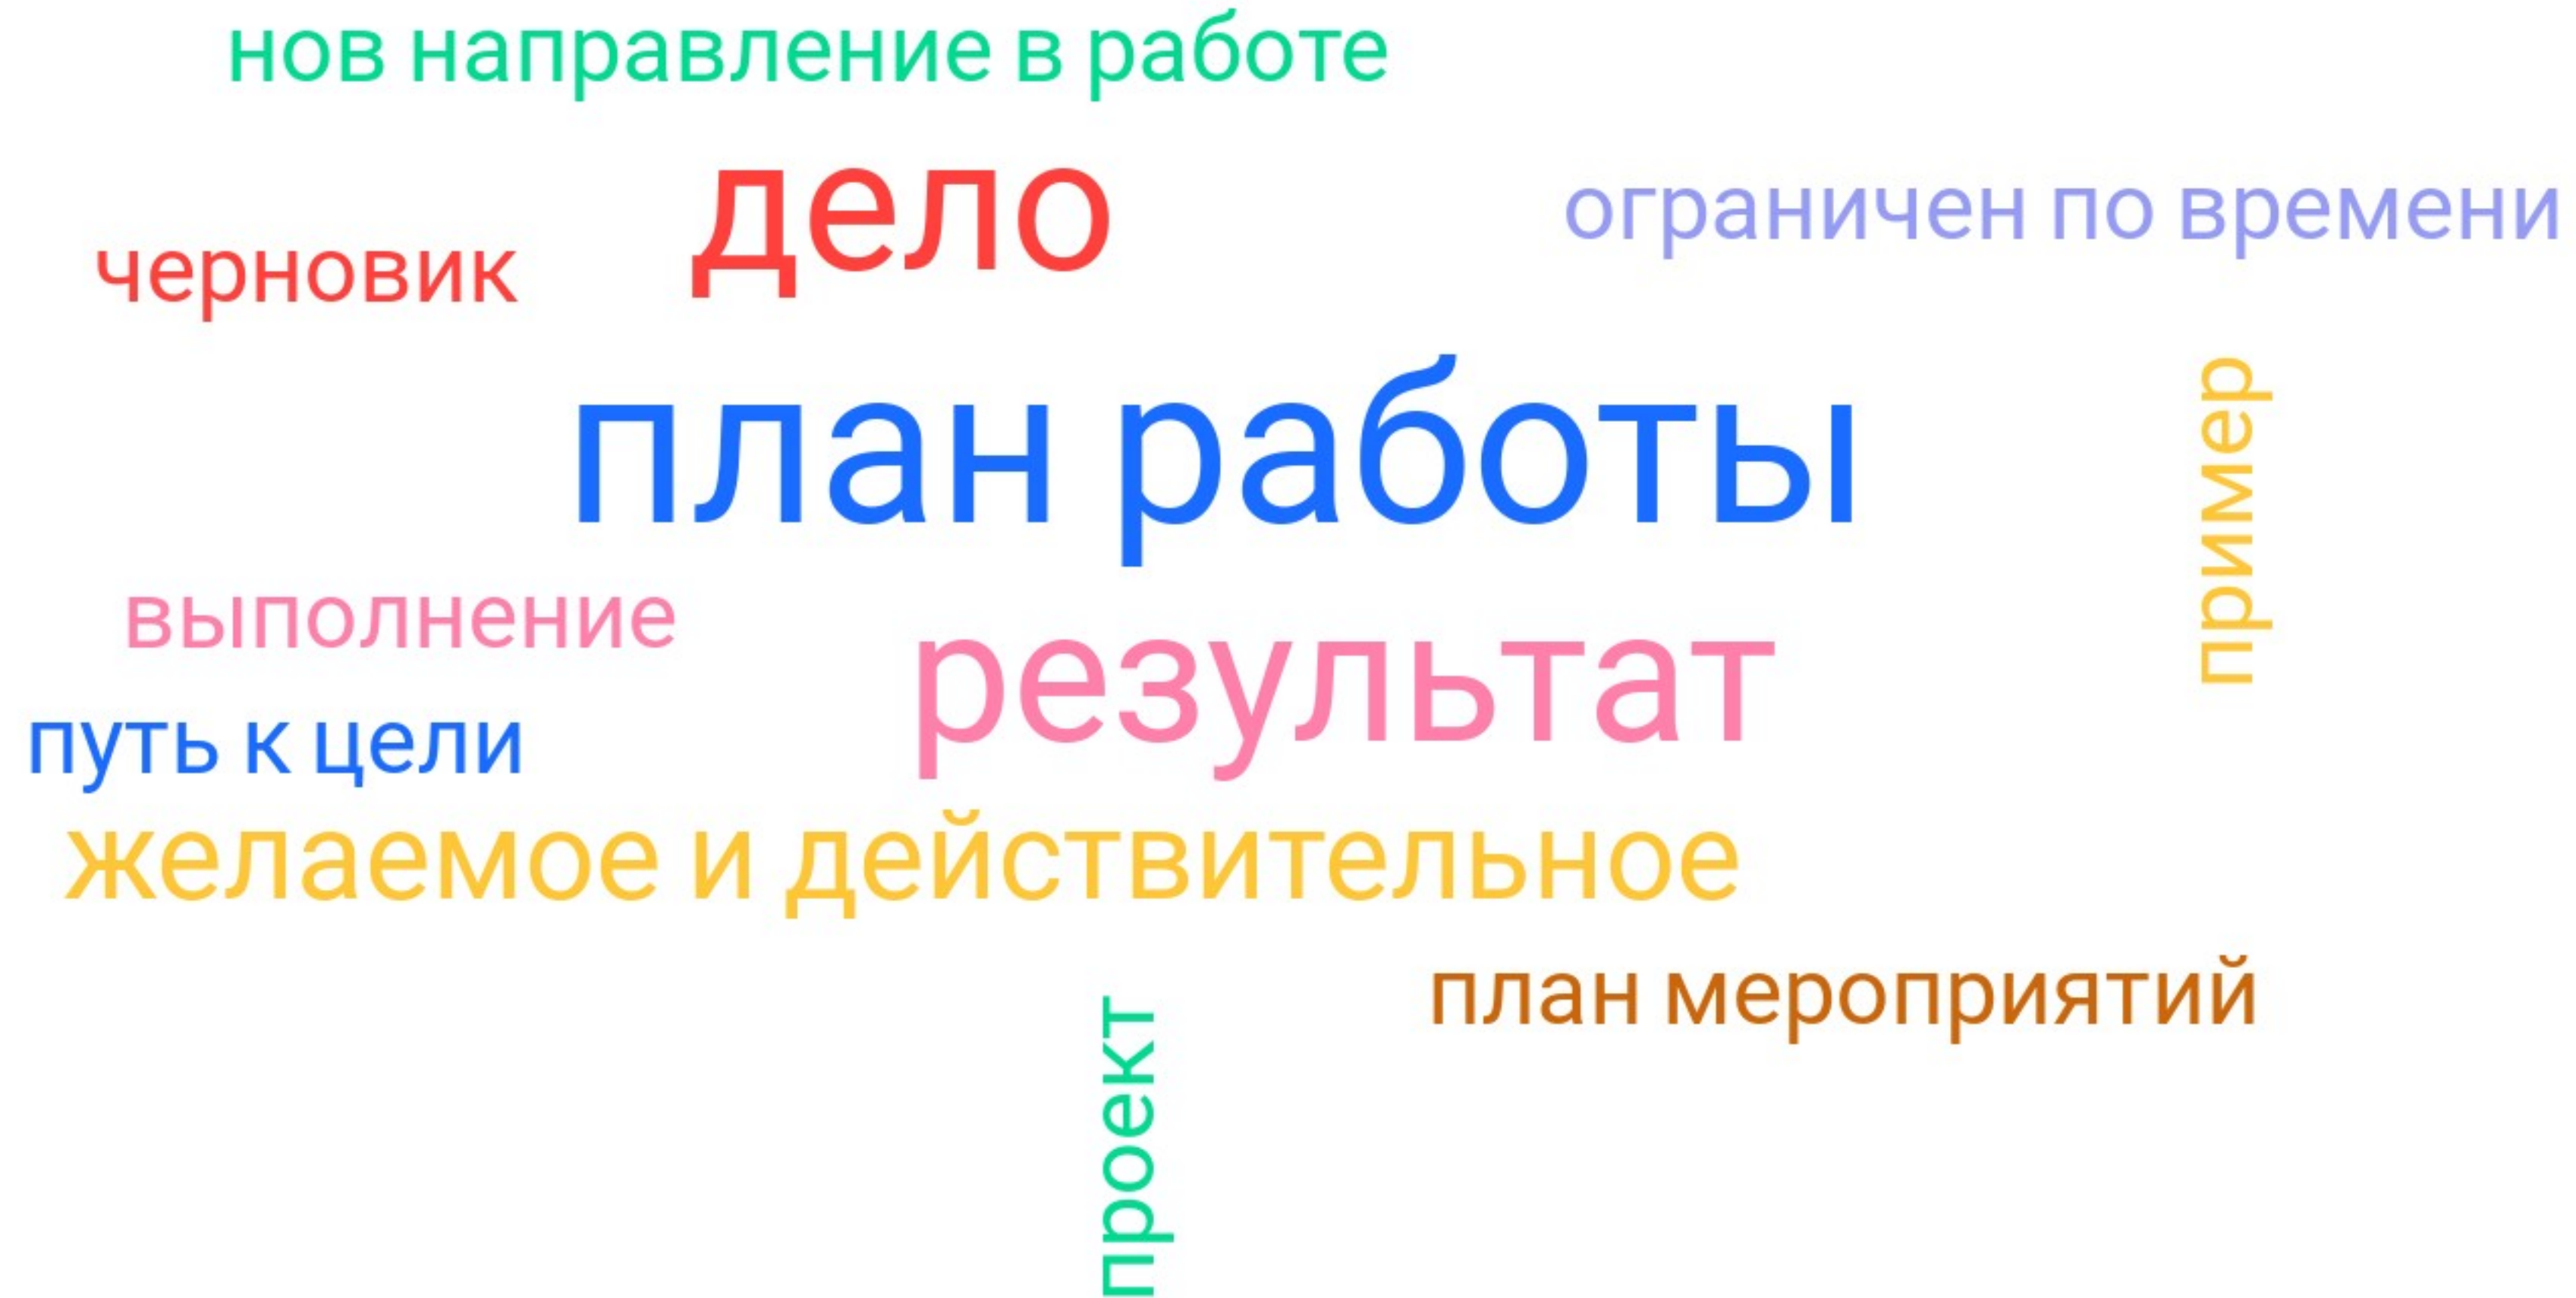 нов направление в работе
дело
ограничен по времени
черновик
план работы
пример
выполнение
результат
путь к цели
желаемое и действительное
план мероприятий
проект